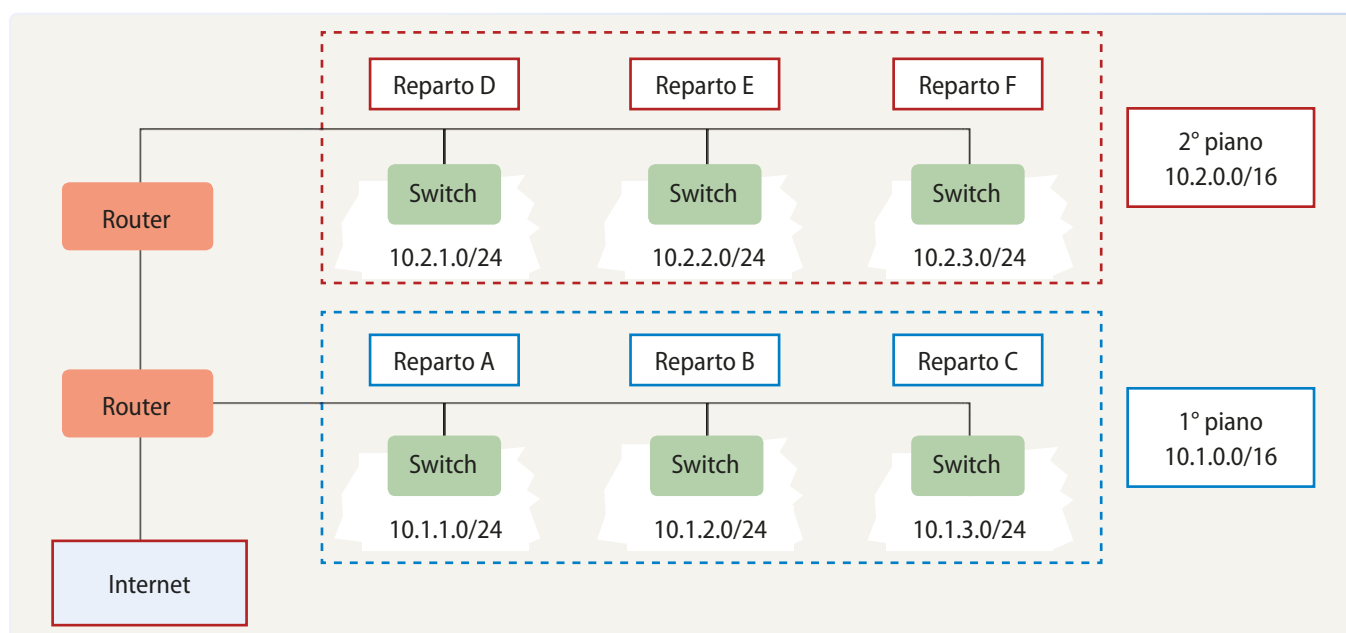 Reparto D
Reparto E
Reparto F
2° piano
10.2.0.0/16
Router
Switch
Switch
Switch
10.2.1.0/24
10.2.2.0/24
10.2.3.0/24
Reparto A
Reparto B
Reparto C
Router
1° piano
10.1.0.0/16
Switch
Switch
Switch
10.1.1.0/24
10.1.2.0/24
10.1.3.0/24
Internet